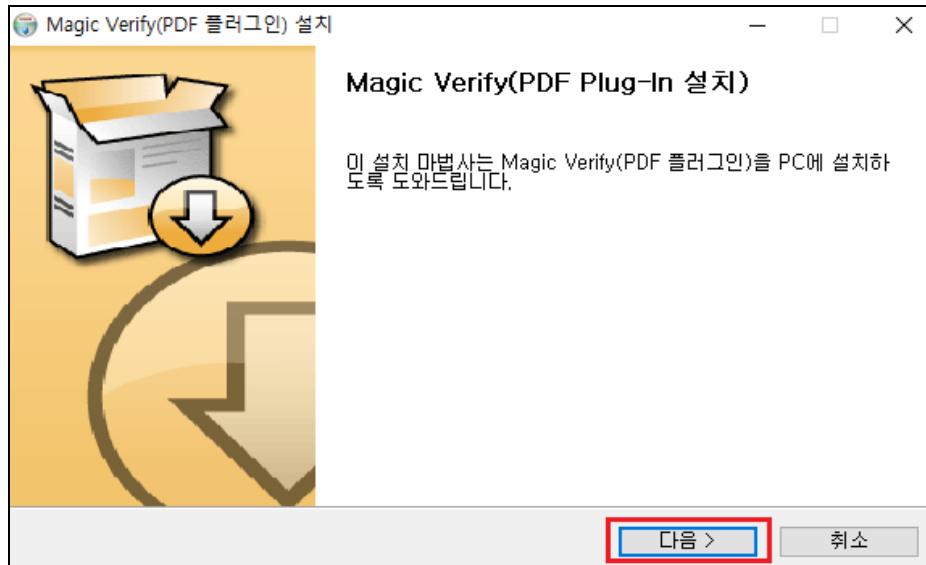 Magic Verify(PDF 플러그인) 설치
Magic Verify(PDF Plug-In 설치)
이 설치 마법사는 Magic Verify(PDF 플러그인)을 PC에 설치하
도록 도와드립니다.
다음 >
취소